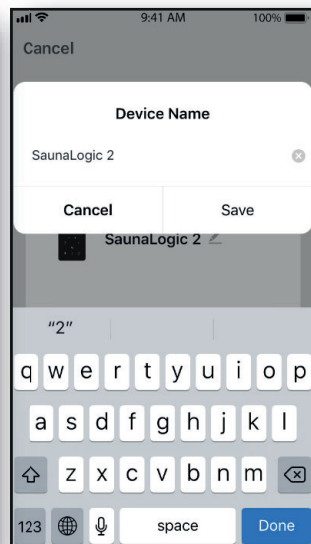 9:41 AM 100%
Cancel
Device Name
SaunaLogic 2
Cancel Save
SaunaLogic 2
“2”
q w e r t y u i o p
a s d f g h j k l
z x c v b n m
123 space Done